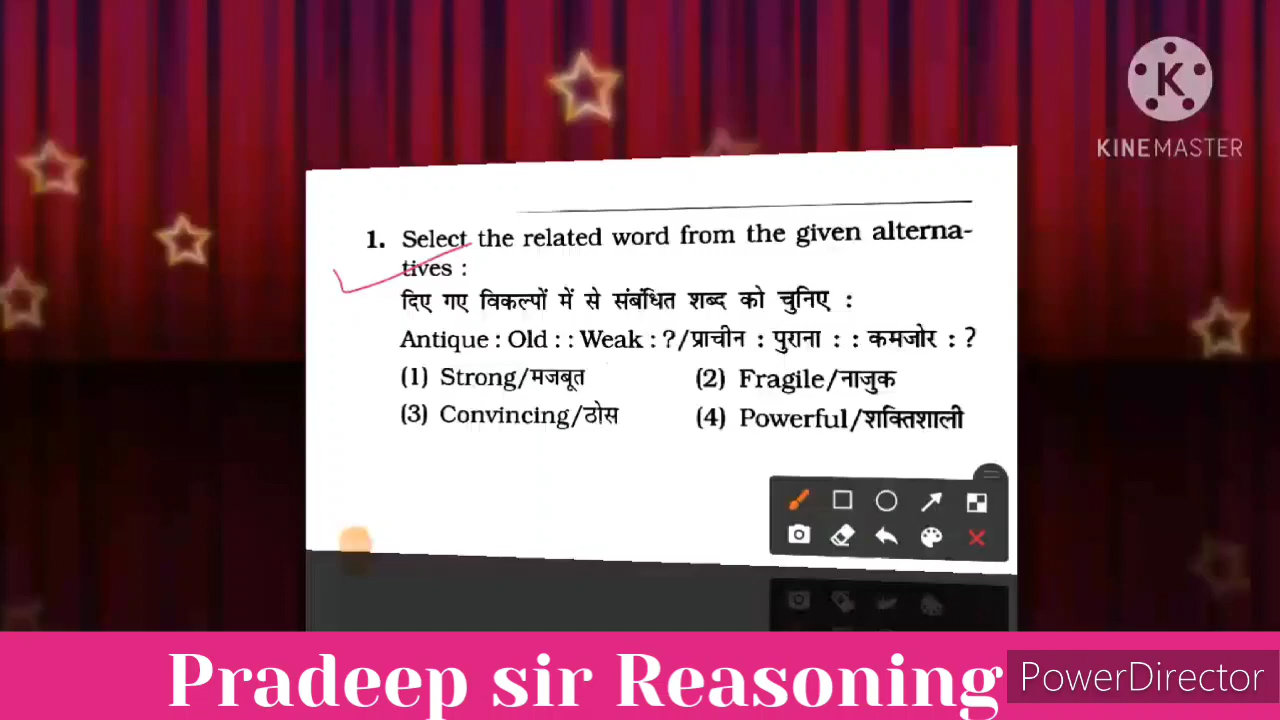 K
KINEMASTER
1. Select the related word from the given alterna-
tives :
दिए गए विकल्पों में से संबंधित शब्द को चुनिए :
Antique : Old : : Weak : ?/प्राचीन : पुराना : : कमजोर : ?
(1) Strong/मजबूत (2) Fragile/नाजुक
(3) Convincing/ठोस (4) Powerful/शक्तिशाली
Pradeep sir Reasoning
PowerDirector